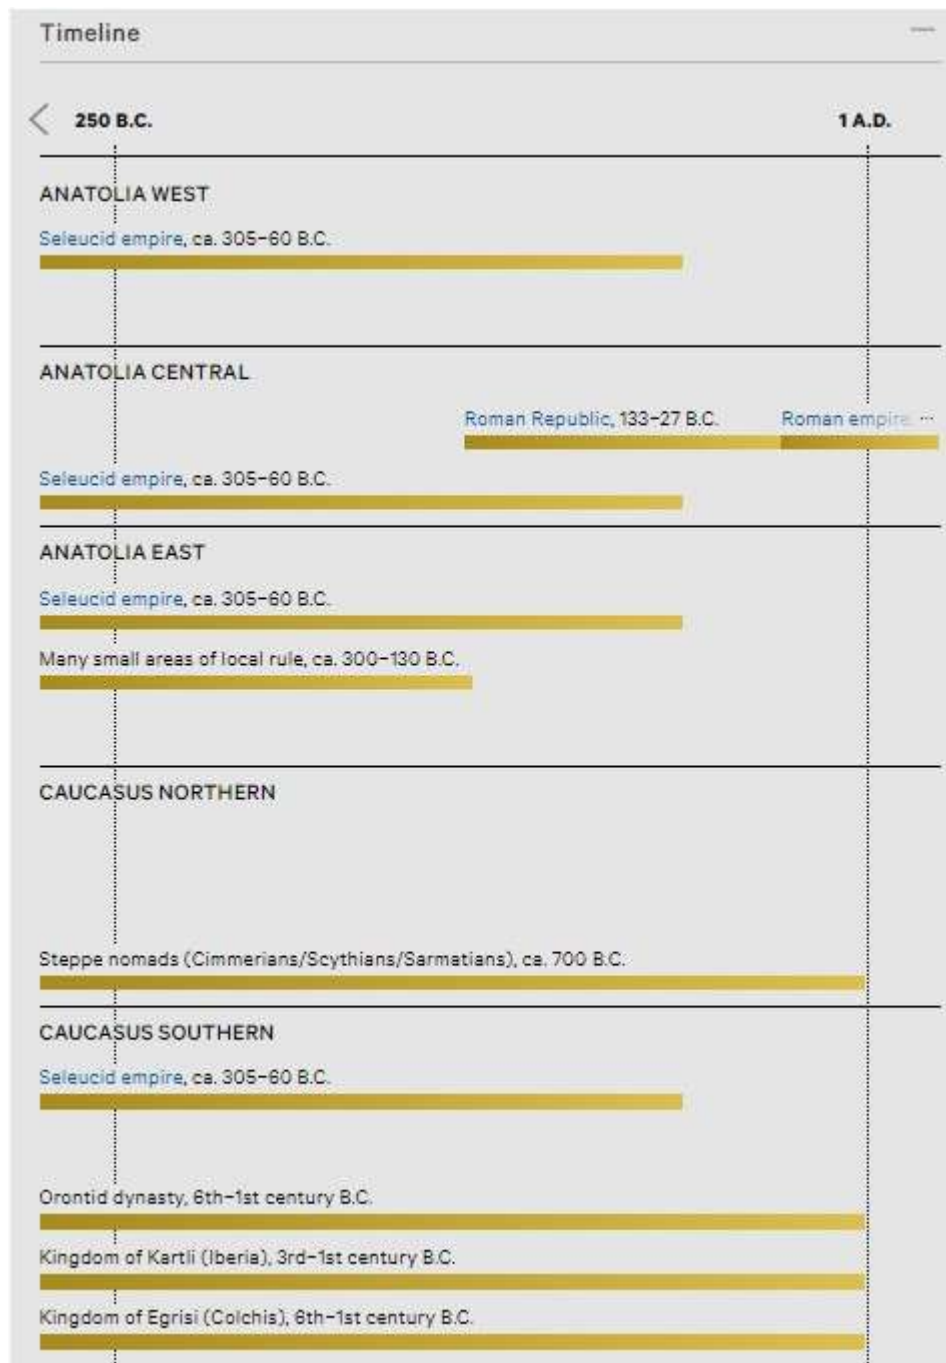 Timeline
250 B.C. 1 A.D.
ANATOLIA WEST
Seleucid empire, ca. 305–60 B.C.
ANATOLIA CENTRAL
Roman Republic, 133–27 B.C. Roman empire, ...
Seleucid empire, ca. 305–60 B.C.
ANATOLIA EAST
Seleucid empire, ca. 305–60 B.C.
Many small areas of local rule, ca. 300–130 B.C.
CAUCASUS NORTHERN
Steppe nomads (Cimmerians/Scythians/Sarmatians), ca. 700 B.C.
CAUCASUS SOUTHERN
Seleucid empire, ca. 305–60 B.C.
Orontid dynasty, 6th–1st century B.C.
Kingdom of Kartli (Iberia), 3rd–1st century B.C.
Kingdom of Egrisi (Colchis), 6th–1st century B.C.